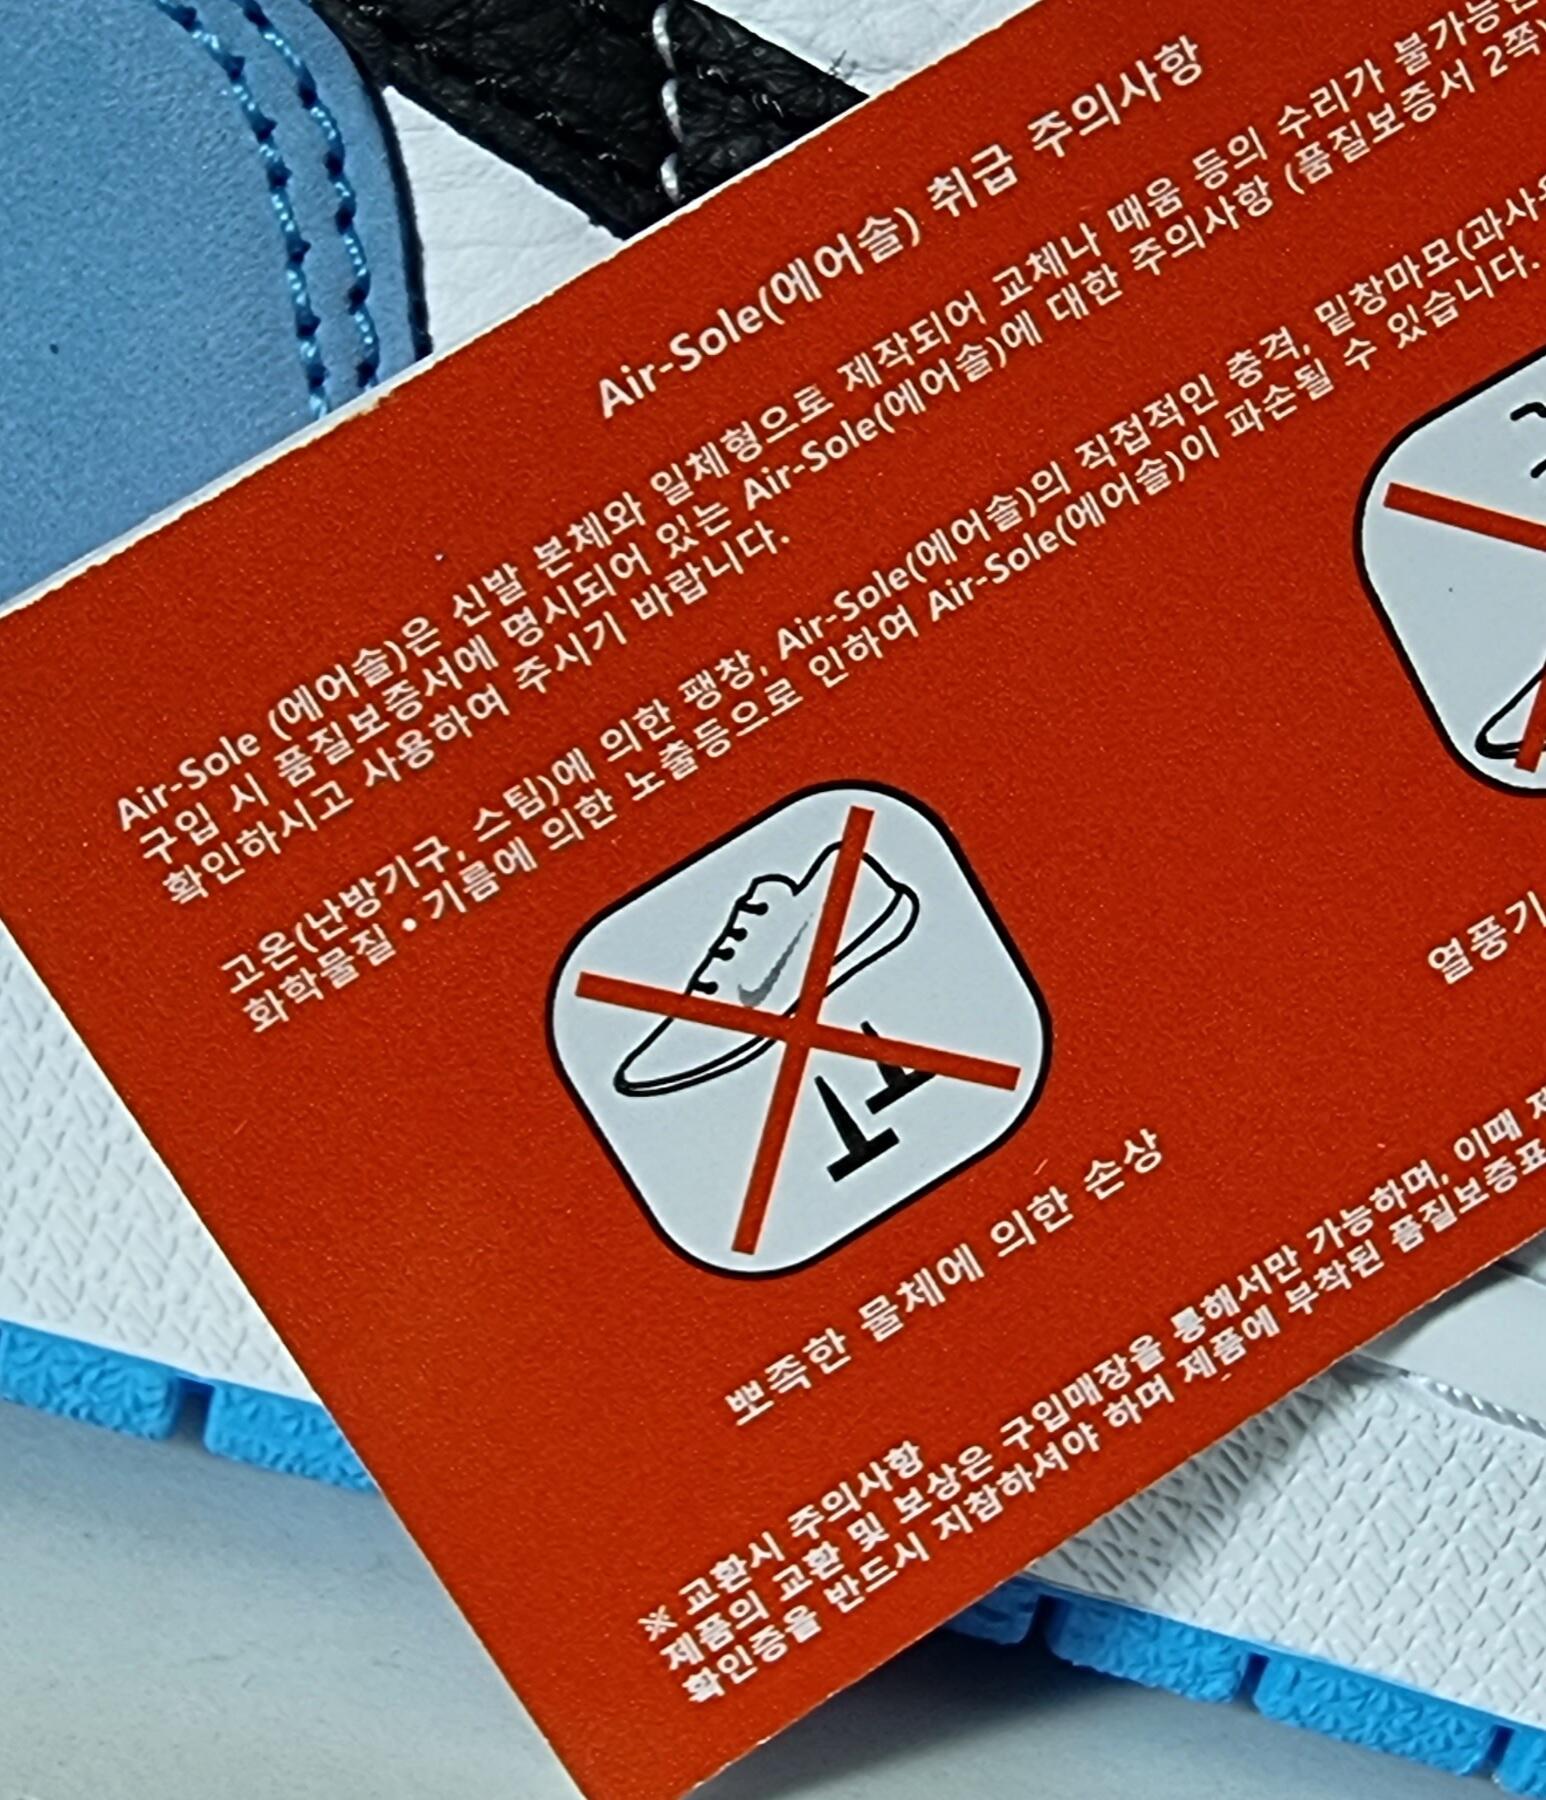 Air-Sole(에어솔) 취급 주의사항
Air-Sole (에어솔)은 신발 본체와 일체형으로 제작되어 교체나 때움 등의 수리가 불가능한
구입 시 품질보증서에 명시되어 있는 Air-Sole(에어솔)에 대한 주의사항 (품질보증서 2쪽)
확인하시고 사용하여 주시기 바랍니다.
고온(난방기구, 스팀)에 의한 팽창, Air-Sole(에어솔)의 직접적인 충격, 밑창마모(과사
화학물질•기름에 의한 노출등으로 인하여 Air-Sole(에어솔)이 파손될 수 있습니다.
뾰족한 물체에 의한 손상
열풍기
※ 교환시 주의사항
제품의 교환 및 보상은 구입매장을 통해서만 가능하며, 이때
확인증을 반드시 지참하셔야 하며 제품에 부착된 품질보증표